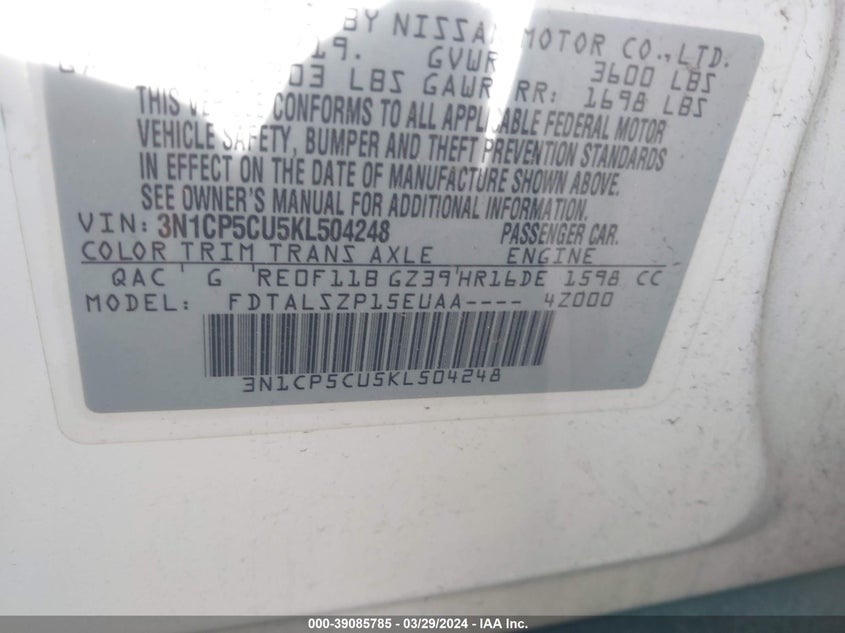 BY NISSAN MOTOR CO., LTD.
19. GVWR 3600 LBS
03 LBS GAWR RR: 1698 LBS
THIS VEHICLE CONFORMS TO ALL APPLICABLE FEDERAL MOTOR
VEHICLE SAFETY, BUMPER AND THEFT PREVENTION STANDARDS
IN EFFECT ON THE DATE OF MANUFACTURE SHOWN ABOVE.
SEE OWNER'S MANUAL FOR ADDITIONAL INFORMATION.
VIN: 3N1CP5CU5KL504248 PASSENGER CAR.
COLOR TRIM TRANS AXLE ENGINE
QAC G RE0F11B GZ39 HR16DE 1598 CC
MODEL: FDTALSZP15EUAA---- 4Z000
3N1CP5CU5KL504248
000-39085785 - 03/29/2024 - IAA Inc.